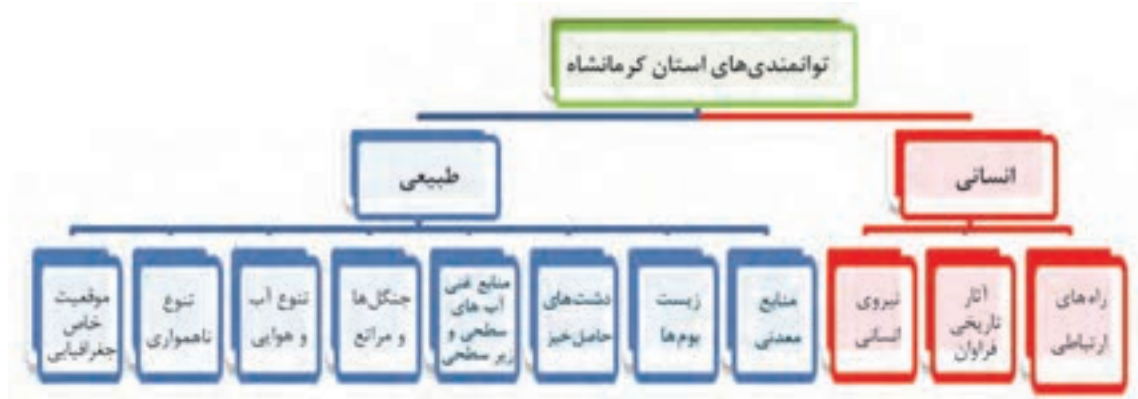 توانمندی‌های استان کرمانشاه
انسانی
طبیعی
راه‌های
ارتباطی
آثار
تاریخی
فراوان
نیروی
انسانی
منابع
معدنی
زیست
بوم‌ها
دشت‌های
حاصل‌خیز
منابع غنی
آب های
سطحی و
زیر سطحی
جنگل‌ها
و مراتع
تنوع آب
و هوایی
تنوع
ناهمواری
موقعیت
خاص
جغرافیایی